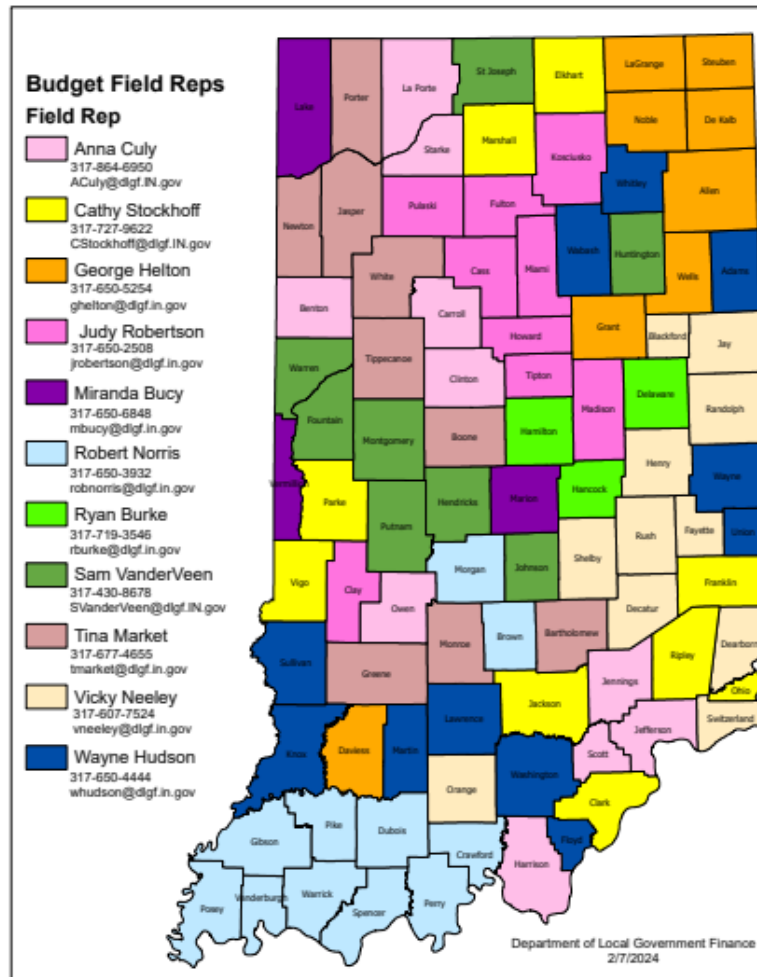 Budget Field Reps
Field Rep
Anna Culy
317-864-6950
ACuly@dlgf.IN.gov
Cathy Stockhoff
317-727-9622
CStockhoff@dlgf.IN.gov
George Helton
317-650-5254
ghelton@dlgf.in.gov
Judy Robertson
317-650-2508
jrobertson@dlgf.in.gov
Miranda Bucy
317-650-6848
mbucy@dlgf.in.gov
Robert Norris
317-650-3932
robnorris@dlgf.in.gov
Ryan Burke
317-719-3546
rburke@dlgf.in.gov
Sam VanderVeen
317-430-8678
SVanderVeen@dlgf.IN.gov
Tina Market
317-677-4655
tmarket@dlgf.in.gov
Vicky Neeley
317-607-7524
vneeley@dlgf.in.gov
Wayne Hudson
317-650-4444
whudson@dlgf.in.gov
Lake
Porter
La Porte
St Joseph
Elkhart
LaGrange
Steuben
Noble
De Kalb
Starke
Marshall
Kosciusko
Whitley
Allen
Newton
Jasper
Pulaski
Fulton
Wabash
Huntington
Wells
Adams
White
Cass
Miami
Benton
Carroll
Howard
Grant
Blackford
Jay
Warren
Tippecanoe
Clinton
Tipton
Madison
Delaware
Randolph
Fountain
Montgomery
Boone
Hamilton
Henry
Wayne
Vermillion
Parke
Putnam
Hendricks
Marion
Hancock
Rush
Fayette
Union
Vigo
Clay
Owen
Morgan
Johnson
Shelby
Decatur
Franklin
Sullivan
Greene
Monroe
Brown
Bartholomew
Jennings
Ripley
Dearborn
Ohio
Switzerland
Knox
Daviess
Martin
Lawrence
Jackson
Scott
Jefferson
Orange
Washington
Clark
Gibson
Pike
Dubois
Crawford
Harrison
Floyd
Posey
Vanderburgh
Warrick
Spencer
Perry
Department of Local Government Finance
2/7/2024